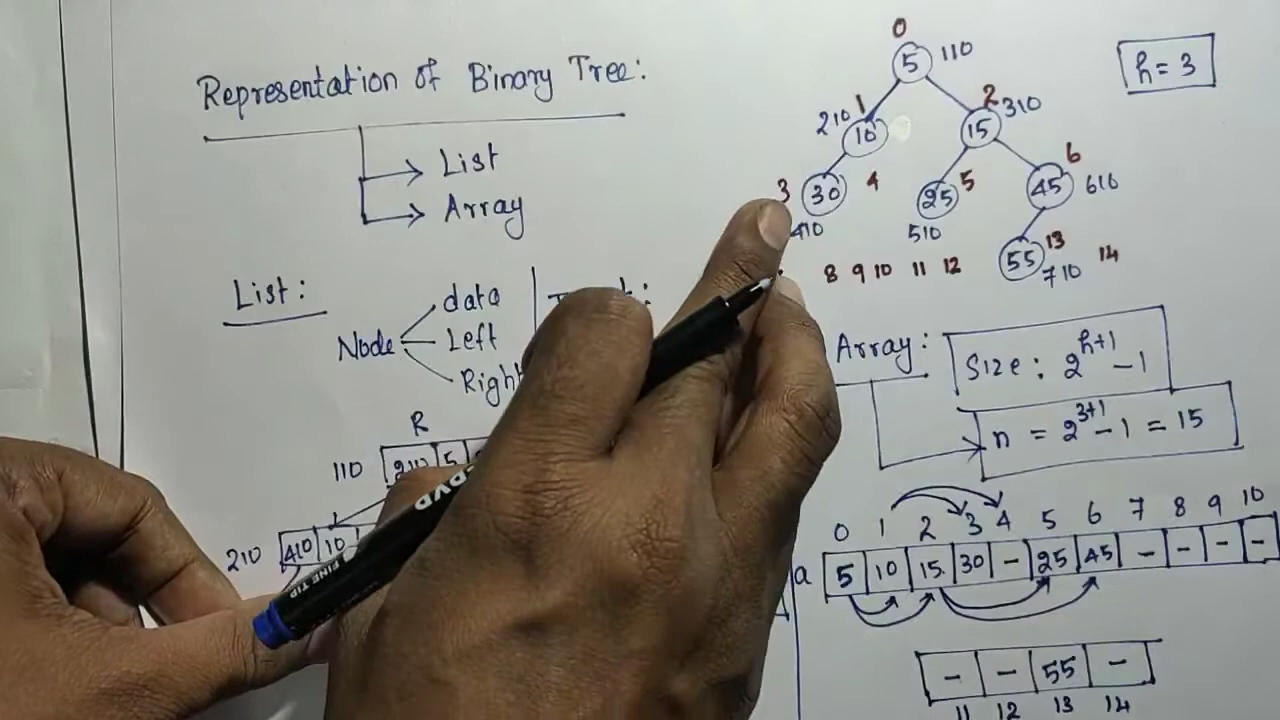 Representation of Binary Tree:
List
Array
List:
Node
data
Left
Right
R
110
210 5
210
410 10
0
5 110
210 1
10
2 310
15
3 30 4
410
25 5
510
6
45 610
8 9 10 11 12
55 13
710
14
h = 3
Array:
Size: 2^(h+1) - 1
n = 2^(3+1) - 1 = 15
0 1 2 3 4 5 6 7 8 9 10
a 5 10 15 30 - 25 45 - - - -
- - 55 -
11 12 13 14
FINE TIP